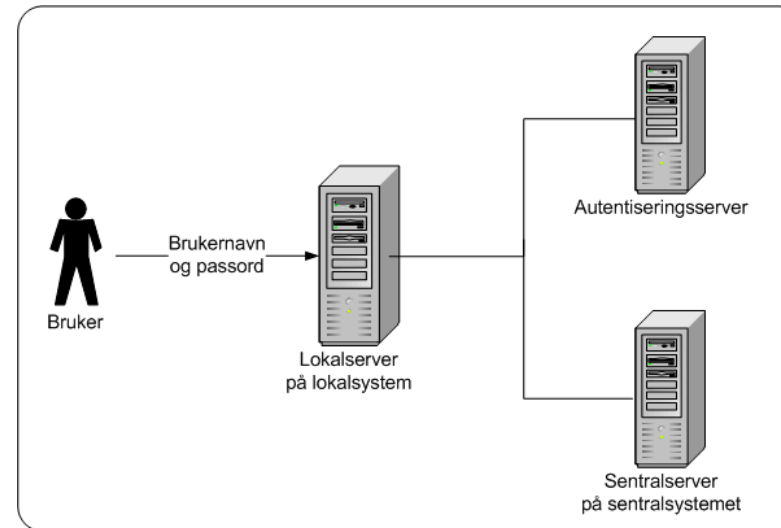 Bruker
Brukernavn
og passord
Lokalserver
på lokalsystem
Autentiseringsserver
Sentralserver
på sentralsystemet